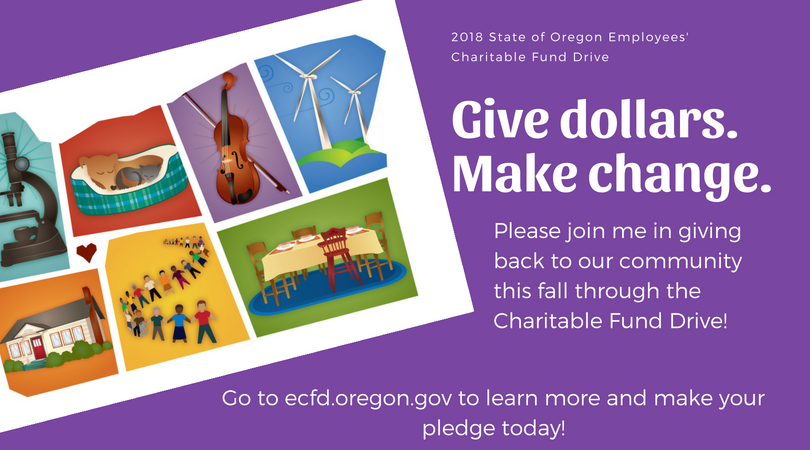 2018 State of Oregon Employees'
Charitable Fund Drive
Give dollars.
Make change.
Please join me in giving
back to our community
this fall through the
Charitable Fund Drive!
Go to ecfd.oregon.gov to learn more and make your
pledge today!